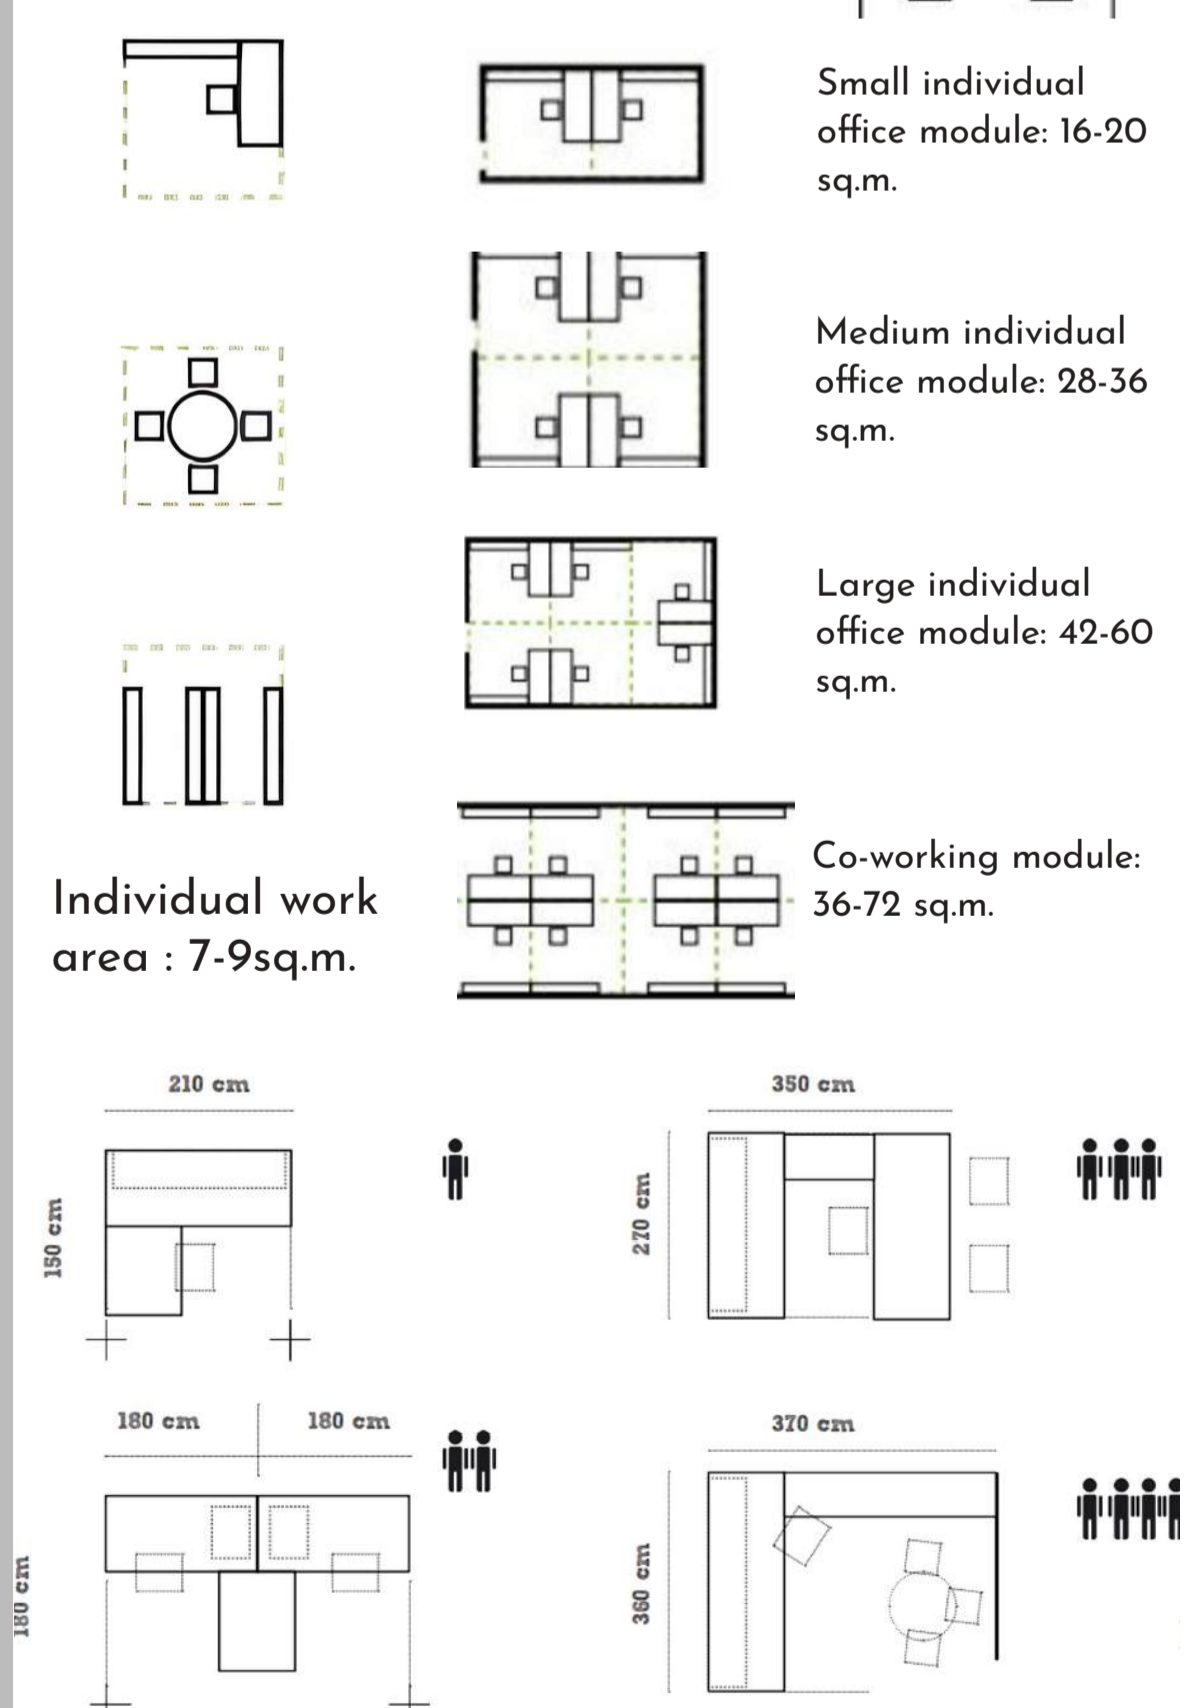 Small individual
office module: 16-20
sq.m.
Medium individual
office module: 28-36
sq.m.
Large individual
office module: 42-60
sq.m.
Co-working module:
36-72 sq.m.
Individual work
area : 7-9sq.m.
210 cm
150 cm
350 cm
270 cm
180 cm
180 cm
180 cm
370 cm
360 cm